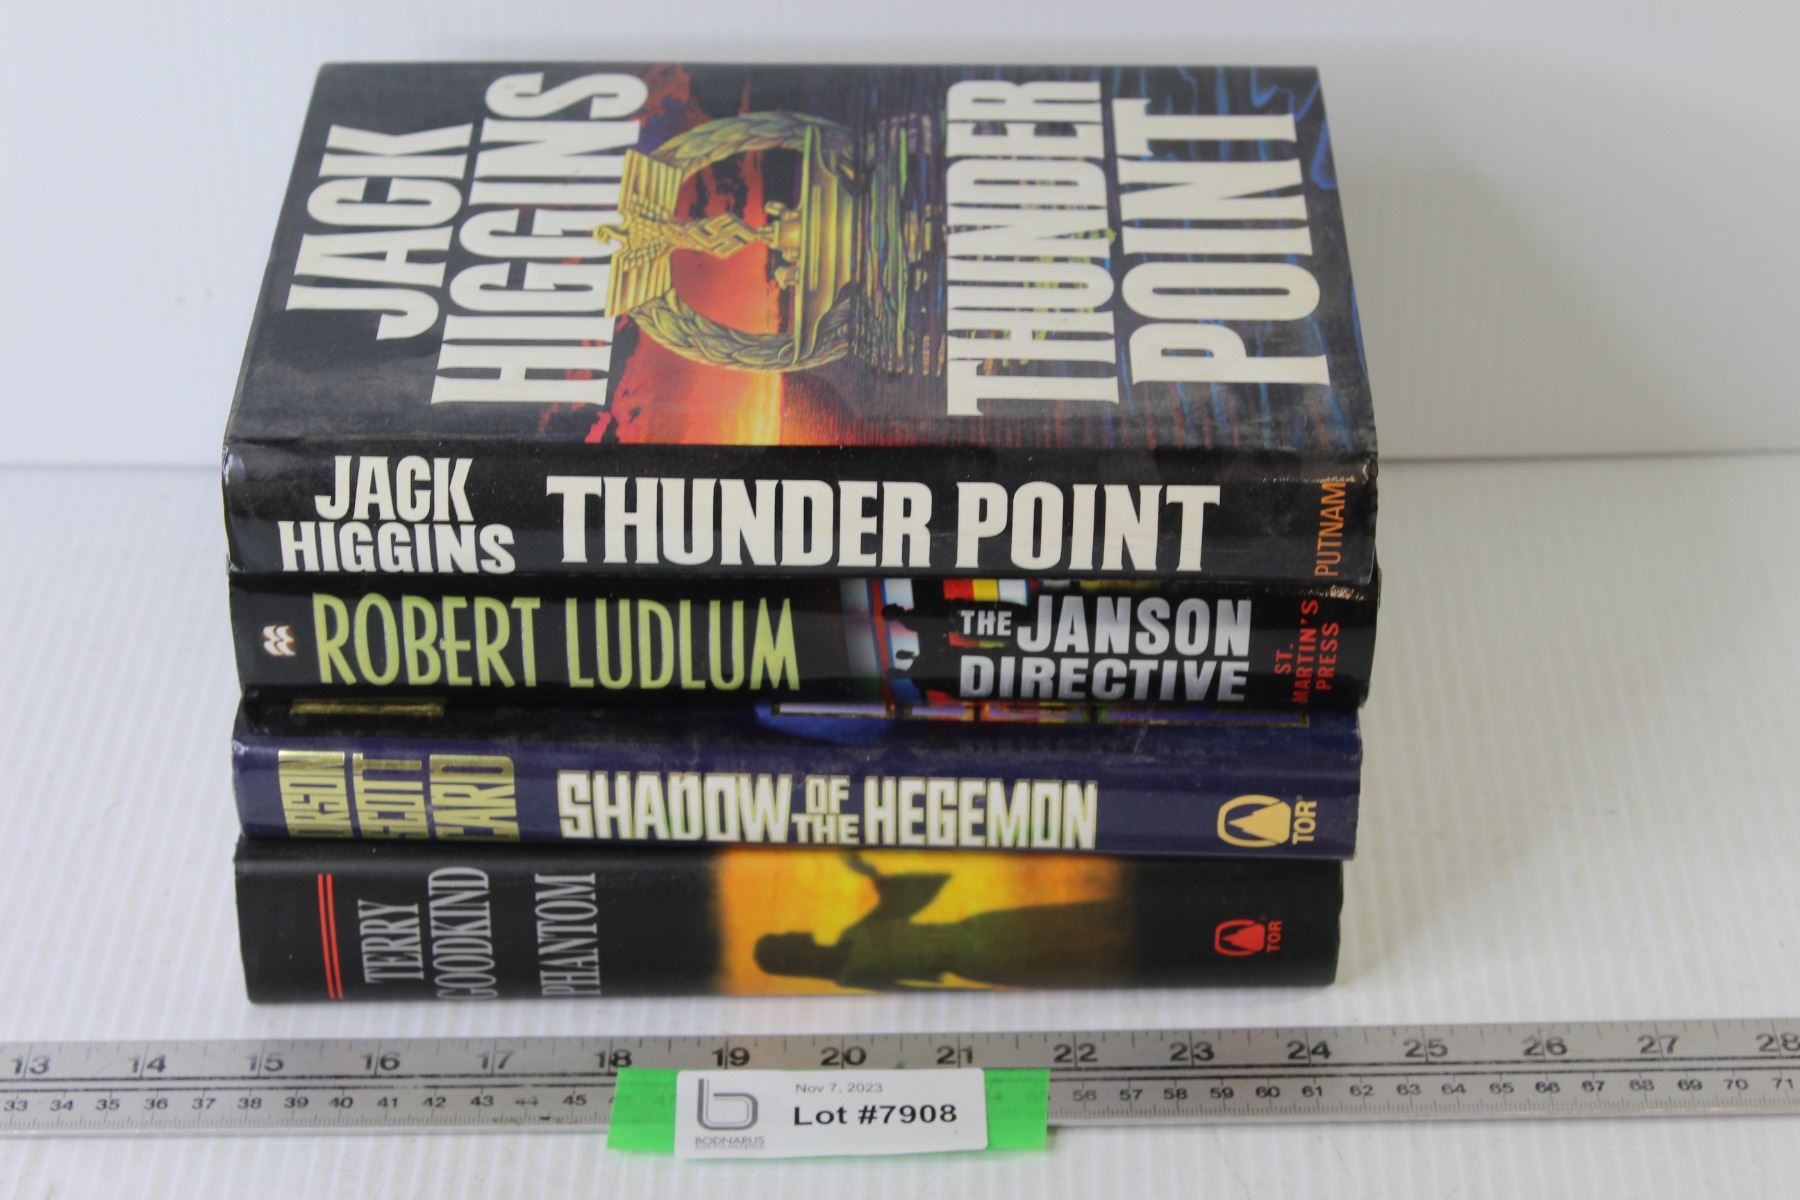 JACK
HIGGINS
THUNDER
POINT
JACK
HIGGINS
THUNDER POINT
PUTNAM
ROBERT LUDLUM
THE JANSON
DIRECTIVE
ST.
MARTIN'S
PRESS
ORSON
SCOTT
CARD
SHADOW OF THE HEGEMON
TOR
TERRY
GOODKIND
PHANTOM
TOR
13 14 15 16 17 18 19 20 21 22 23 24 25 26 27 28
33 34 35 36 37 38 39 40 41 42 43 44 45 56 57 58 59 60 61 62 63 64 65 66 67 68 69 70 71
b
BODNARUS
Nov 7, 2023
Lot #7908